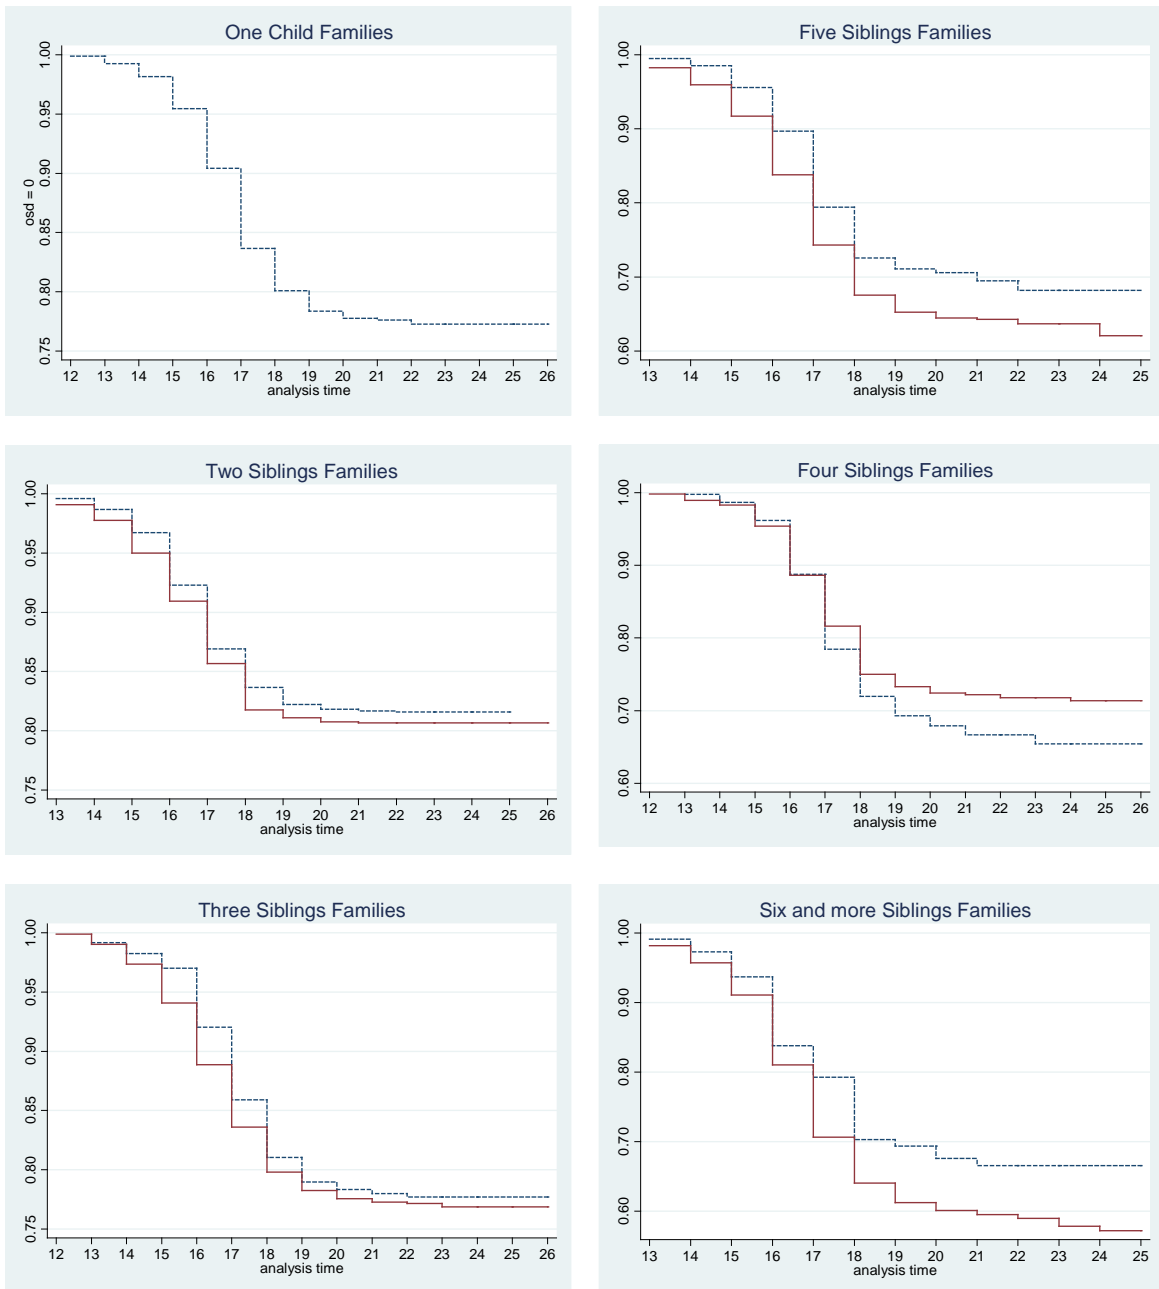 One Child Families
1.00
0.95
0.90
0.85
0.80
0.75
osd = 0
12 13 14 15 16 17 18 19 20 21 22 23 24 25 26
analysis time
Five Siblings Families
1.00
0.90
0.80
0.70
0.60
13 14 15 16 17 18 19 20 21 22 23 24 25
analysis time
Two Siblings Families
1.00
0.95
0.90
0.85
0.80
0.75
13 14 15 16 17 18 19 20 21 22 23 24 25 26
analysis time
Four Siblings Families
1.00
0.90
0.80
0.70
0.60
12 13 14 15 16 17 18 19 20 21 22 23 24 25 26
analysis time
Three Siblings Families
1.00
0.95
0.90
0.85
0.80
0.75
12 13 14 15 16 17 18 19 20 21 22 23 24 25 26
analysis time
Six and more Siblings Families
1.00
0.90
0.80
0.70
0.60
13 14 15 16 17 18 19 20 21 22 23 24 25
analysis time